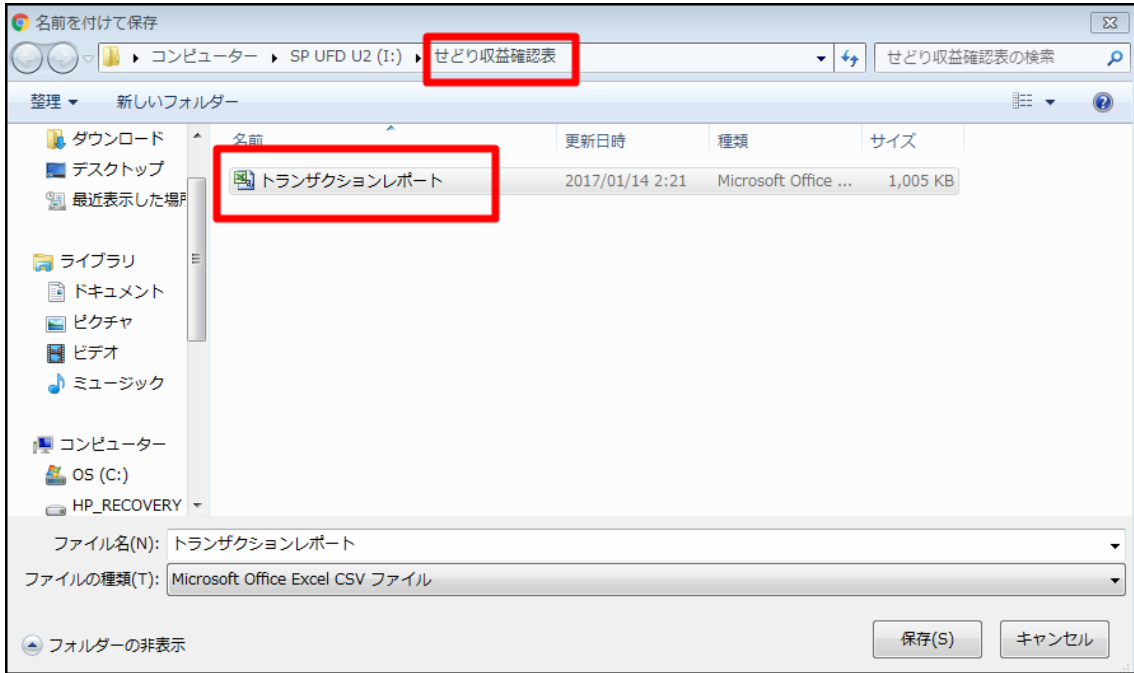 名前を付けて保存
コンピューター SP UFD U2 (I:) せどり収益確認表 せどり収益確認表の検索
整理 新しいフォルダー
名前 更新日時 種類 サイズ
トランザクションレポート 2017/01/14 2:21 Microsoft Office ... 1,005 KB
ダウンロード
デスクトップ
最近表示した場所
ライブラリ
ドキュメント
ピクチャ
ビデオ
ミュージック
コンピューター
OS (C:)
HP_RECOVERY
ファイル名(N): トランザクションレポート
ファイルの種類(T): Microsoft Office Excel CSV ファイル
フォルダーの非表示 保存(S) キャンセル